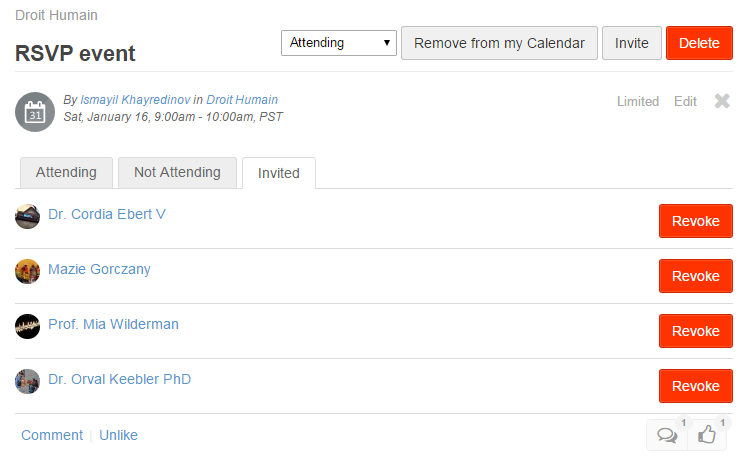 Droit Humain
RSVP event
Attending
Remove from my Calendar
Invite
Delete
By Ismayil Khayredinov in Droit Humain
Sat, January 16, 9:00am - 10:00am, PST
31
Limited
Edit
Attending
Not Attending
Invited
Dr. Cordia Ebert V
Revoke
Mazie Gorczany
Revoke
Prof. Mia Wilderman
Revoke
Dr. Orval Keebler PhD
Revoke
Comment
Unlike
1
1